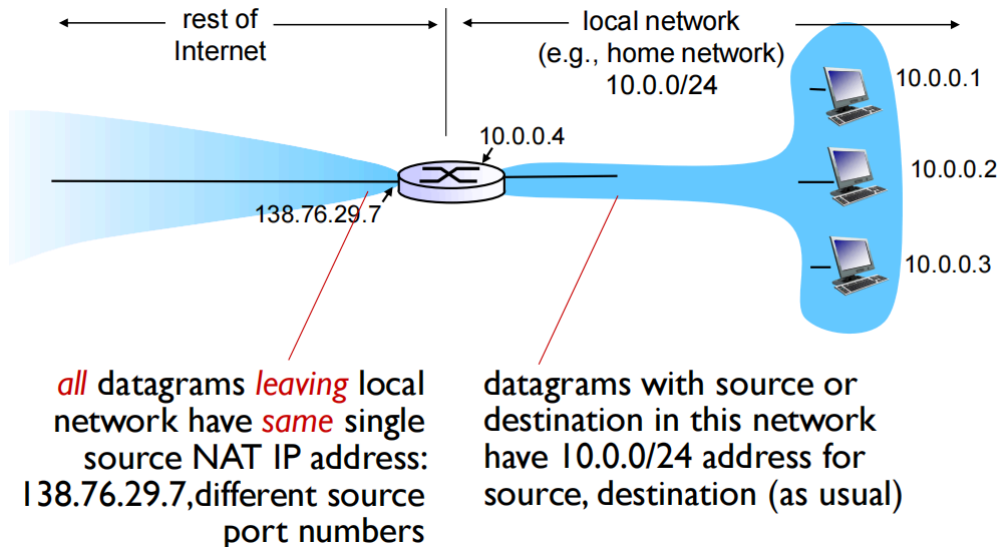 rest of
Internet
local network
(e.g., home network)
10.0.0/24
10.0.0.1
10.0.0.4
10.0.0.2
138.76.29.7
10.0.0.3
all datagrams leaving local
network have same single
source NAT IP address:
138.76.29.7,different source
port numbers
datagrams with source or
destination in this network
have 10.0.0/24 address for
source, destination (as usual)